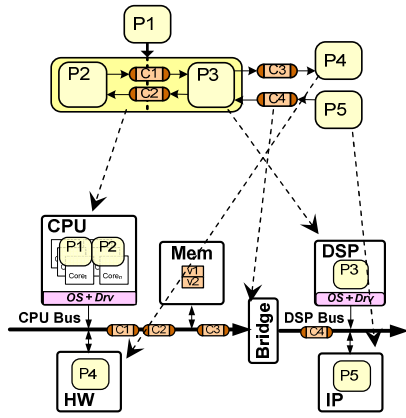 P1
P2 C1 P3 C3 P4
C2 C4 P5
CPU
P1 P2
Core
Mem
V1
V2
DSP
P3
OS + Drv
OS + Drv
CPU Bus
C1 C2 C3
Bridge
DSP Bus
C4
P4
HW
P5
IP